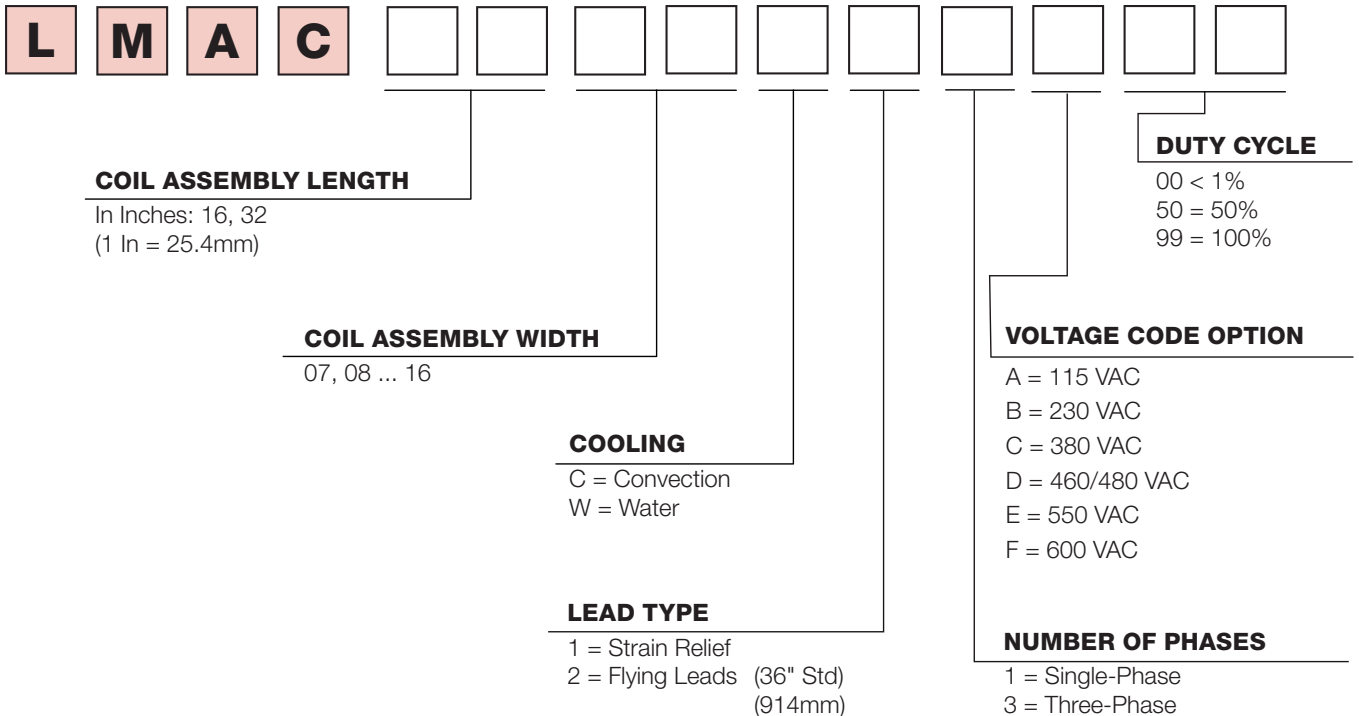 L M A C
DUTY CYCLE
00 < 1%
50 = 50%
99 = 100%
COIL ASSEMBLY LENGTH
In Inches: 16, 32
(1 In = 25.4mm)
COIL ASSEMBLY WIDTH
07, 08 ... 16
VOLTAGE CODE OPTION
A = 115 VAC
B = 230 VAC
C = 380 VAC
D = 460/480 VAC
E = 550 VAC
F = 600 VAC
COOLING
C = Convection
W = Water
LEAD TYPE
1 = Strain Relief
2 = Flying Leads (36" Std)
(914mm)
NUMBER OF PHASES
1 = Single-Phase
3 = Three-Phase